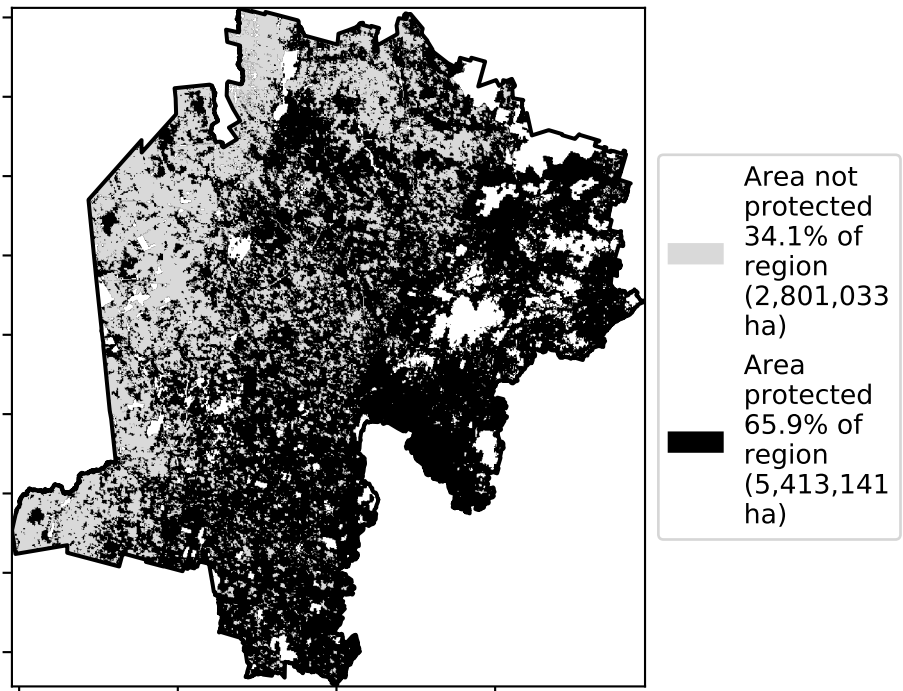 Area not
protected
34.1% of
region
(2,801,033
ha)
Area
protected
65.9% of
region
(5,413,141
ha)